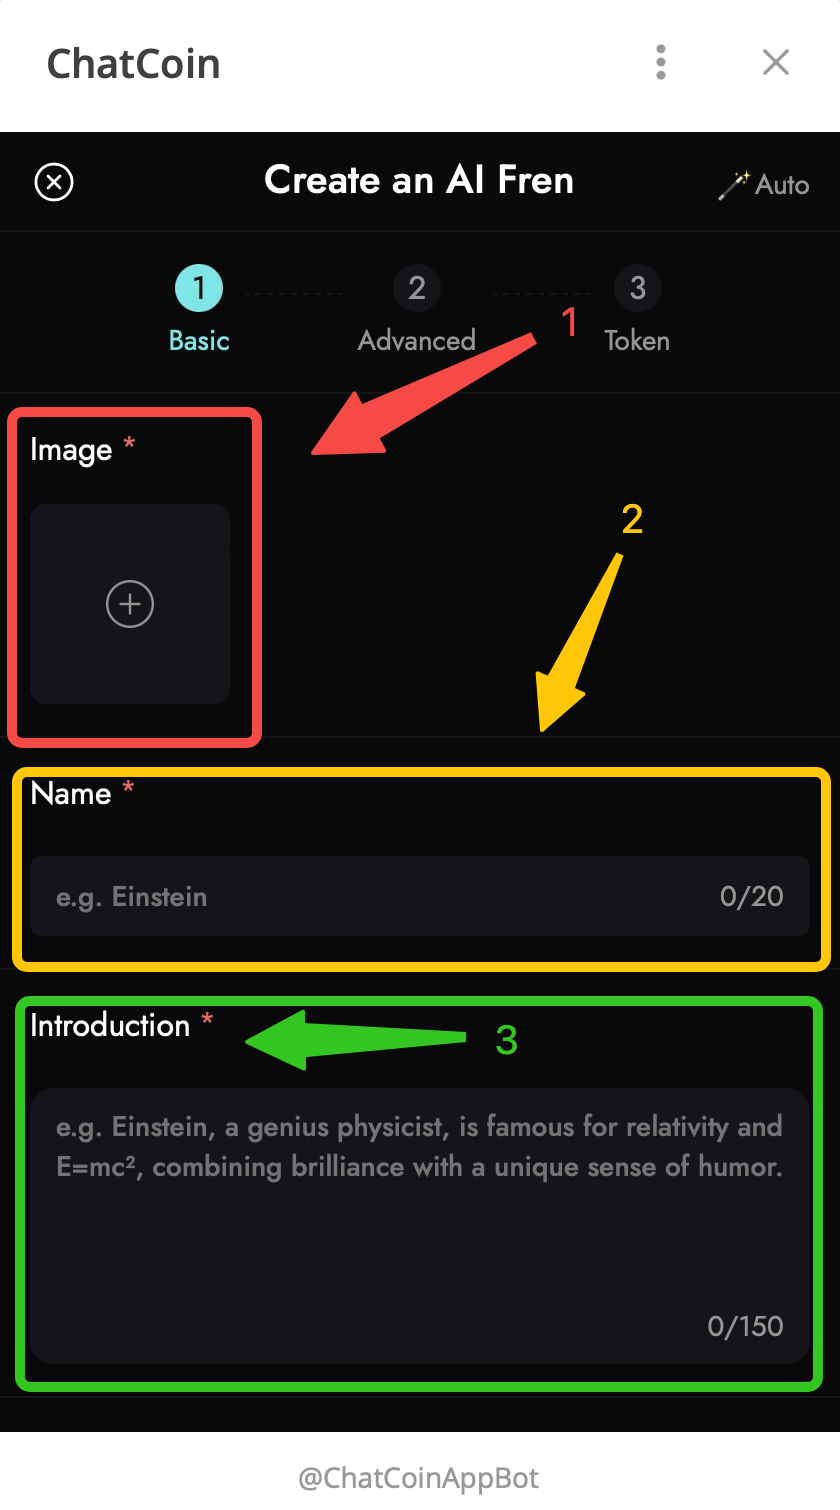 ChatCoin
Create an AI Fren
Auto
1 2 3
Basic Advanced Token
1
Image *
2
Name *
e.g. Einstein 0/20
Introduction *
3
e.g. Einstein, a genius physicist, is famous for relativity and
E=mc², combining brilliance with a unique sense of humor.
0/150
@ChatCoinAppBot